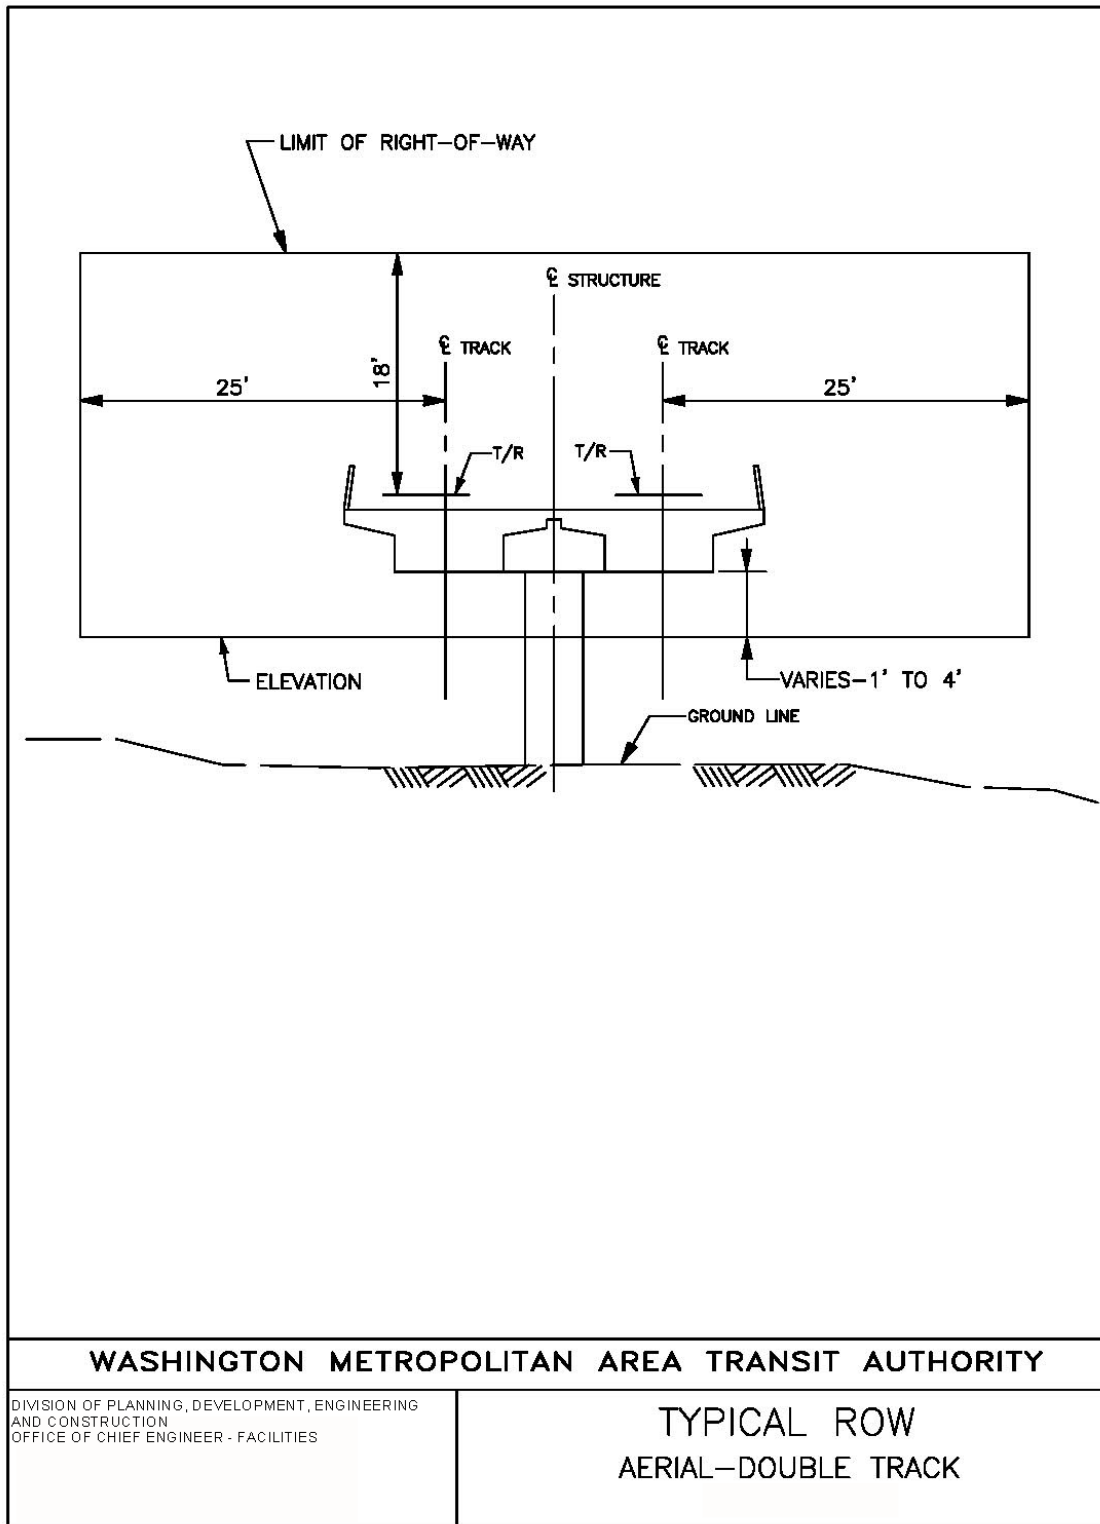 LIMIT OF RIGHT-OF-WAY
℄ STRUCTURE
℄ TRACK
℄ TRACK
18'
25'
25'
T/R
T/R
ELEVATION
VARIES-1' TO 4'
GROUND LINE
WASHINGTON METROPOLITAN AREA TRANSIT AUTHORITY
DIVISION OF PLANNING, DEVELOPMENT, ENGINEERING
AND CONSTRUCTION
OFFICE OF CHIEF ENGINEER - FACILITIES
TYPICAL ROW
AERIAL-DOUBLE TRACK